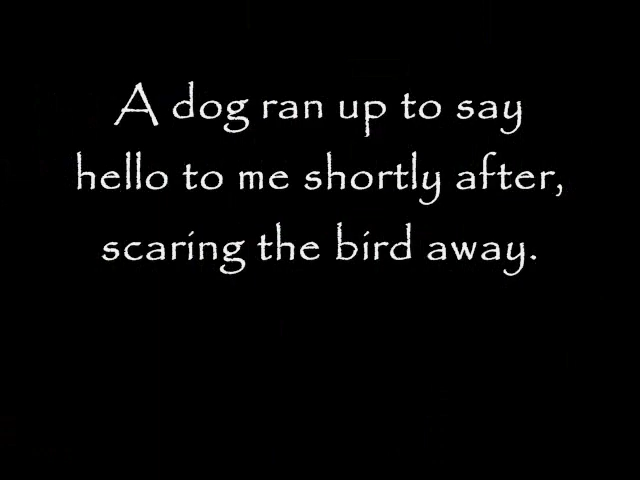 A dog ran up to say
hello to me shortly after,
scaring the bird away.